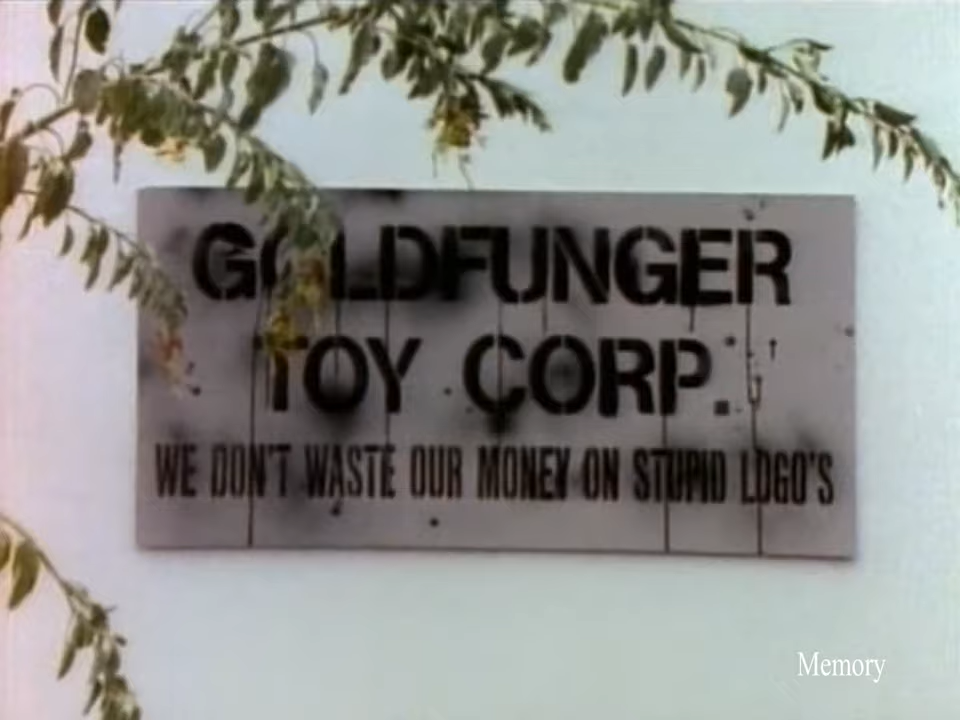 GOLDFUNGER
TOY CORP.
WE DON'T WASTE OUR MONEY ON STUPID LOGO'S
Memory